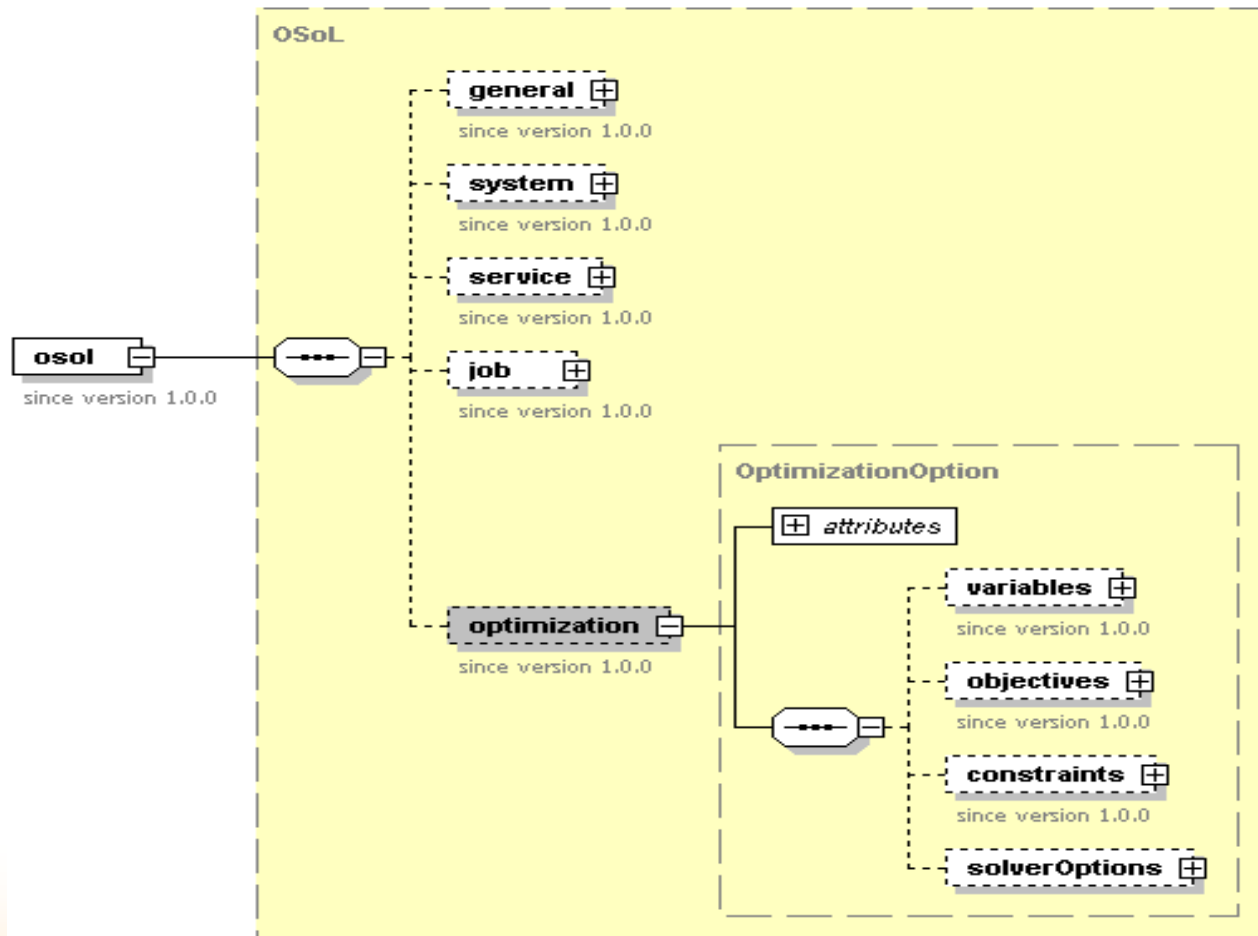 OSoL
general
since version 1.0.0
system
since version 1.0.0
service
since version 1.0.0
osol
since version 1.0.0
job
since version 1.0.0
OptimizationOption
attributes
variables
since version 1.0.0
optimization
since version 1.0.0
objectives
since version 1.0.0
constraints
since version 1.0.0
solverOptions